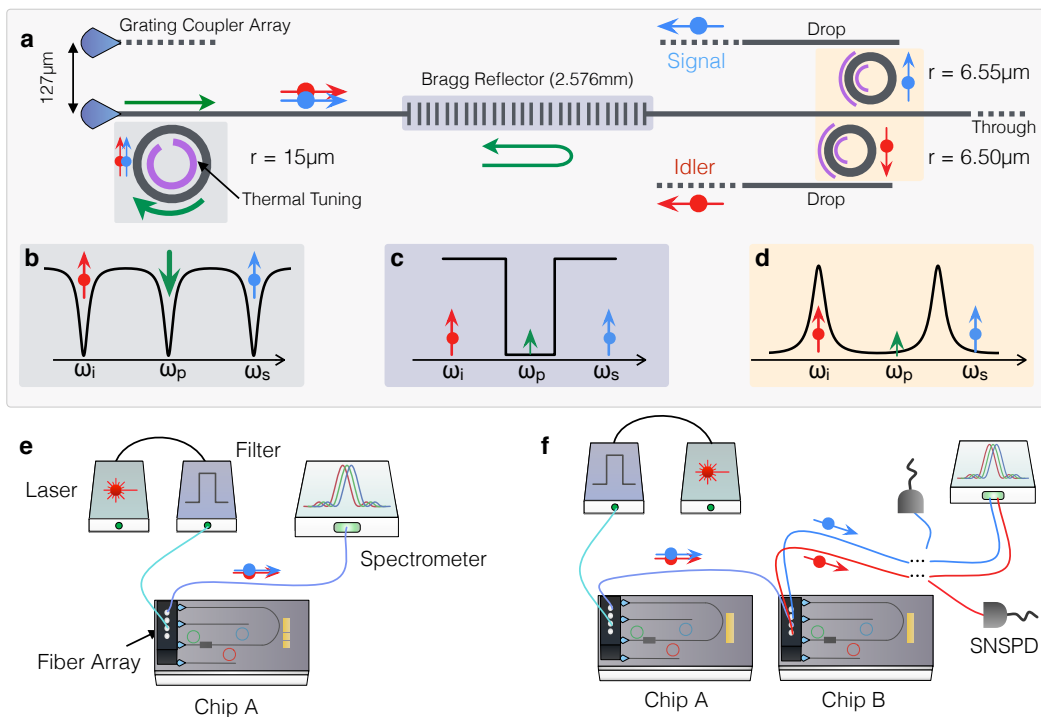 a
Grating Coupler Array
127µm
Bragg Reflector (2.576mm)
Signal
Drop
r = 6.55µm
Through
r = 15µm
Thermal Tuning
Idler
Drop
r = 6.50µm
b
ωi
ωp
ωs
c
ωi
ωp
ωs
d
ωi
ωp
ωs
e
Filter
Laser
Spectrometer
Fiber Array
Chip A
f
SNSPD
Chip A
Chip B